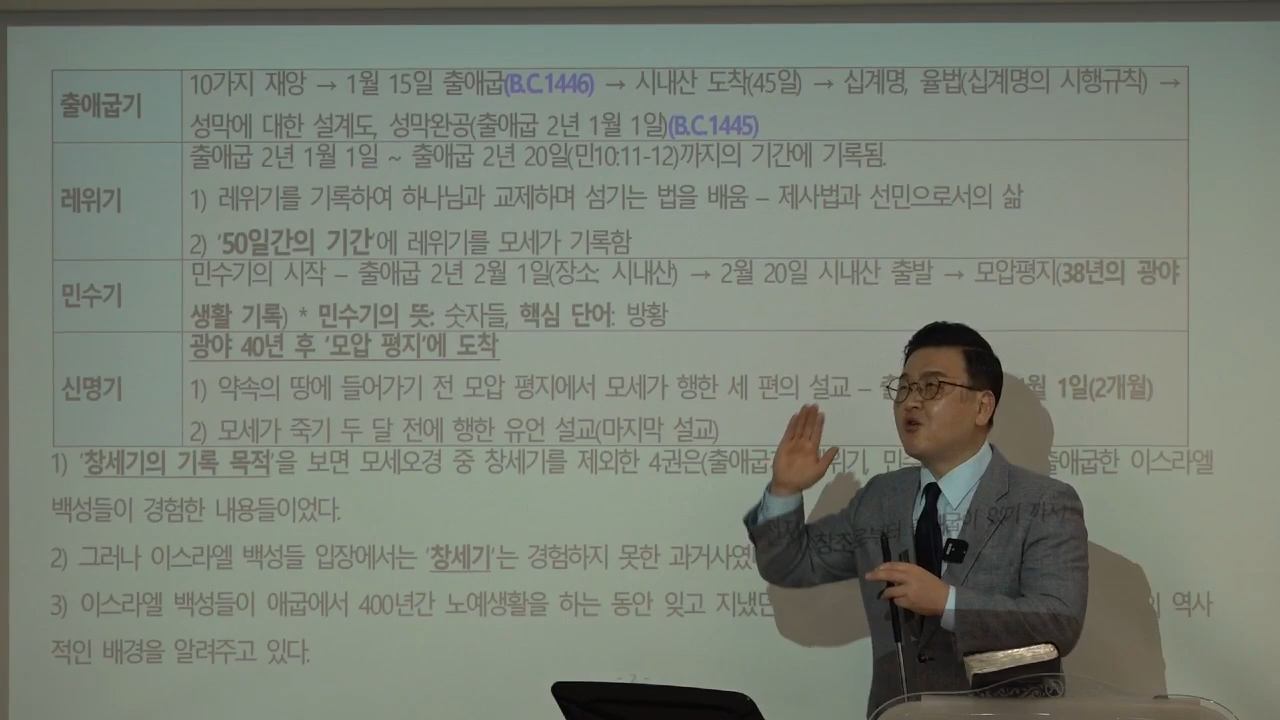 출애굽기
10가지 재앙 → 1월 15일 출애굽(B.C.1446) → 시내산 도착(45일) → 십계명, 율법(십계명의 시행규칙) →
성막에 대한 설계도, 성막완공(출애굽 2년 1월 1일)(B.C.1445)
레위기
출애굽 2년 1월 1일 ~ 출애굽 2년 20일(민10:11-12)까지의 기간에 기록됨.
1) 레위기를 기록하여 하나님과 교제하며 섬기는 법을 배움 – 제사법과 선민으로서의 삶
2) '50일간의 기간'에 레위기를 모세가 기록함
민수기
민수기의 시작 – 출애굽 2년 2월 1일(장소: 시내산) → 2월 20일 시내산 출발 → 모압평지(38년의 광야
생활 기록) * 민수기의 뜻: 숫자들, 핵심 단어: 방황
신명기
광야 40년 후 '모압 평지'에 도착
1) 약속의 땅에 들어가기 전 모압 평지에서 모세가 행한 세 편의 설교 – 1일(2개월)
2) 모세가 죽기 두 달 전에 행한 유언 설교(마지막 설교)
1) '창세기의 기록 목적'을 보면 모세오경 중 창세기를 제외한 4권은(출애굽 이스라엘
백성들이 경험한 내용들이었다.
2) 그러나 이스라엘 백성들 입장에서는 '창세기'는 경험하지 못한 과거사였
3) 이스라엘 백성들이 애굽에서 400년간 노예생활을 하는 동안 잊고 지냈던 역사
적인 배경을 알려주고 있다.
- 2 -